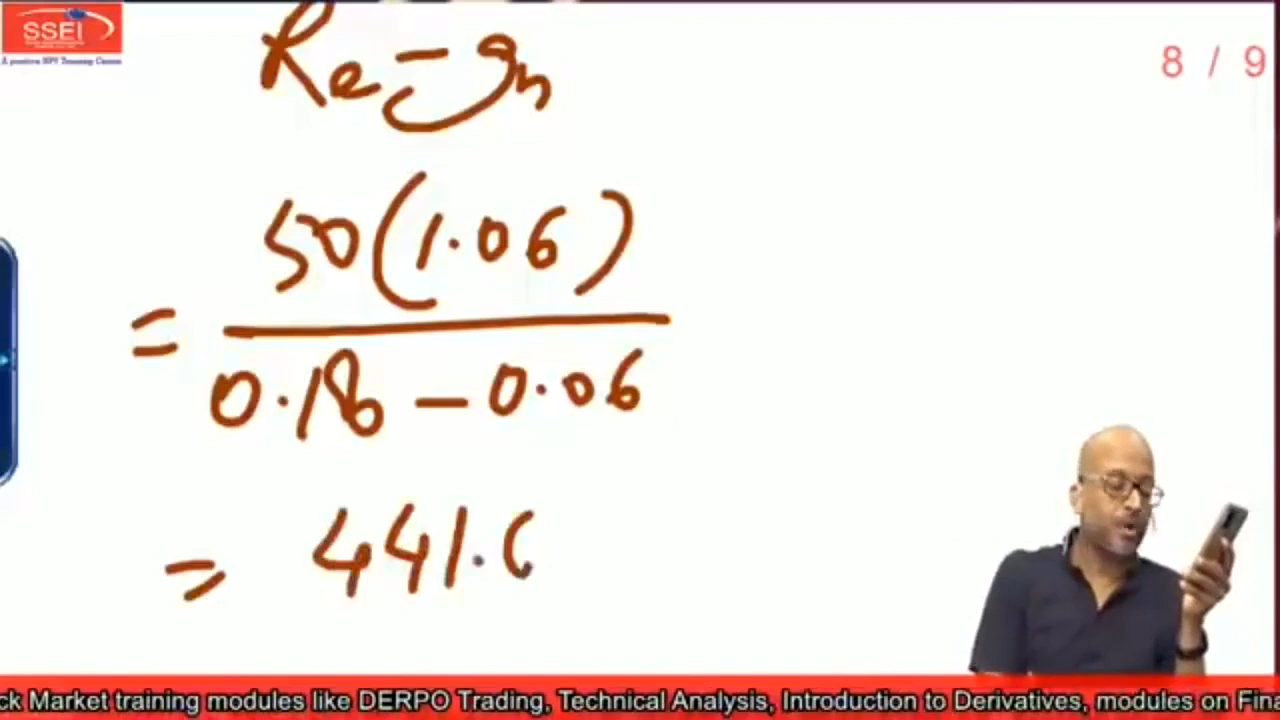 SSEI
8 / 9
Re - gn
50(1.06)
=
0.18 - 0.06
= 441.6
ck Market training modules like DERPO Trading, Technical Analysis, Introduction to Derivatives, modules on Fina